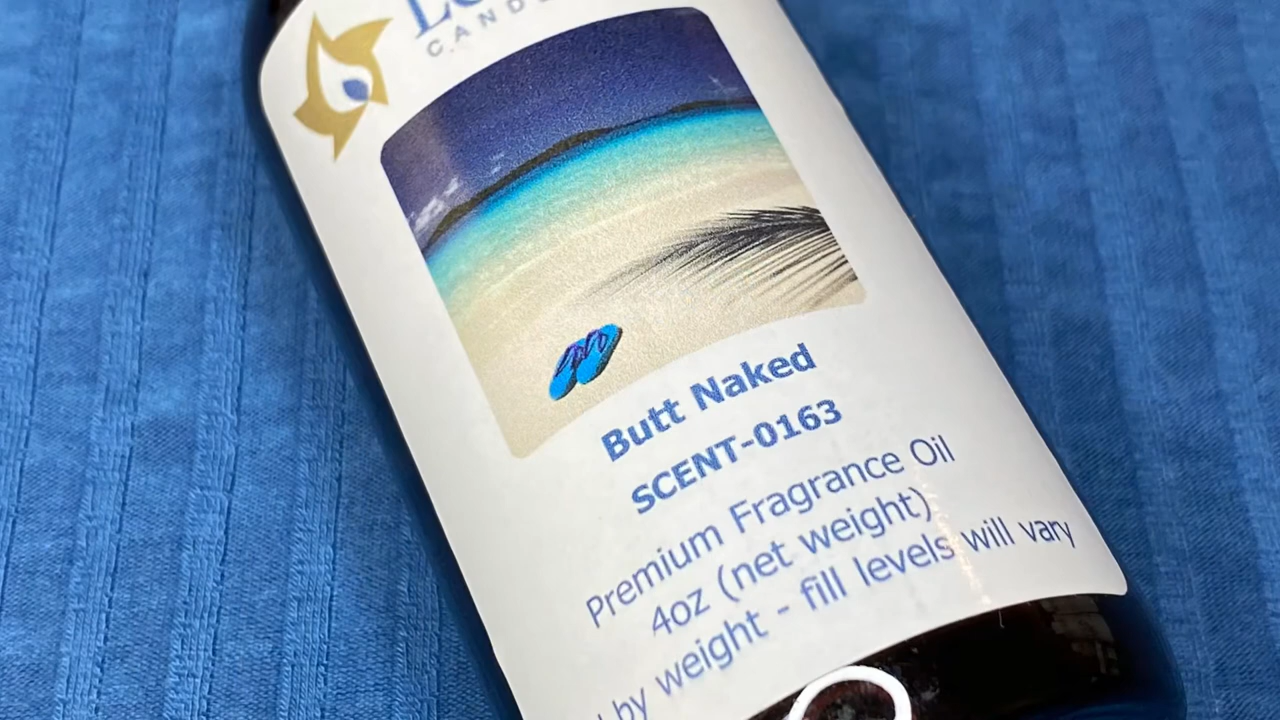 Butt Naked
SCENT-0163
Premium Fragrance Oil
4oz (net weight)
by weight - fill levels will vary